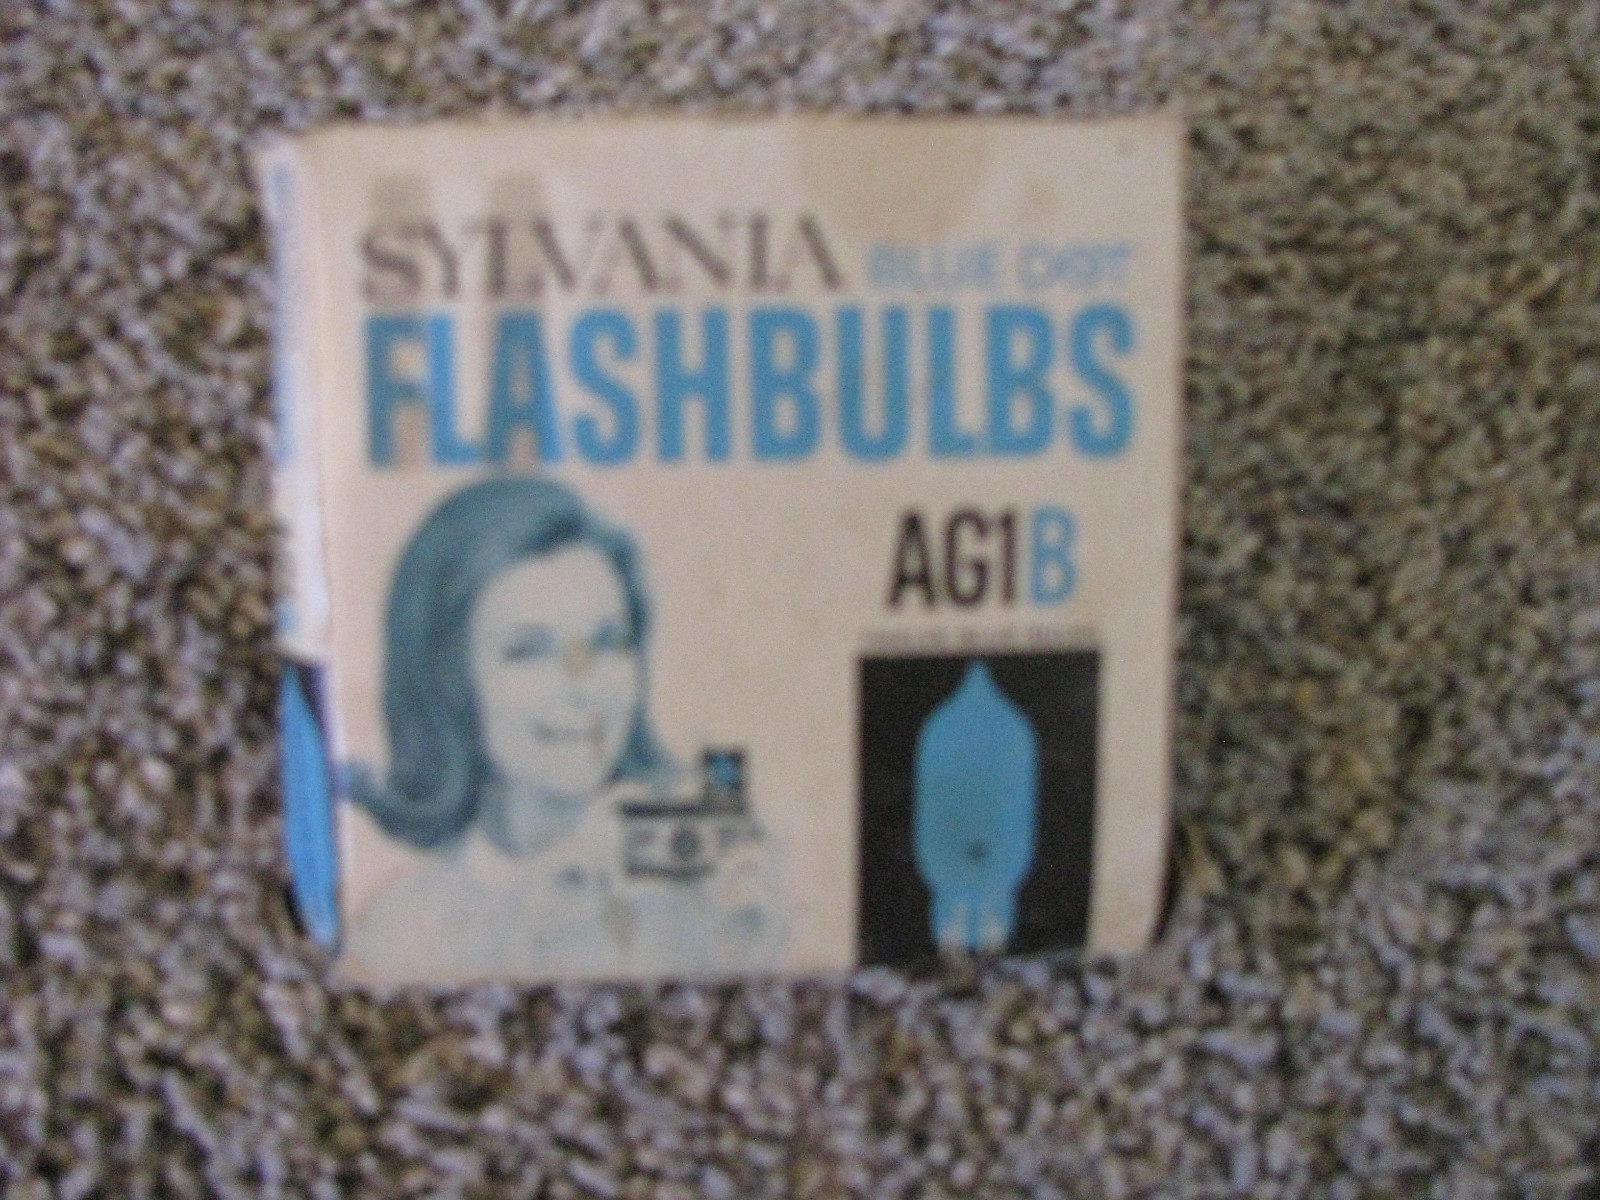 SYLVANIA BLUE DOT
FLASHBULBS
AG1B